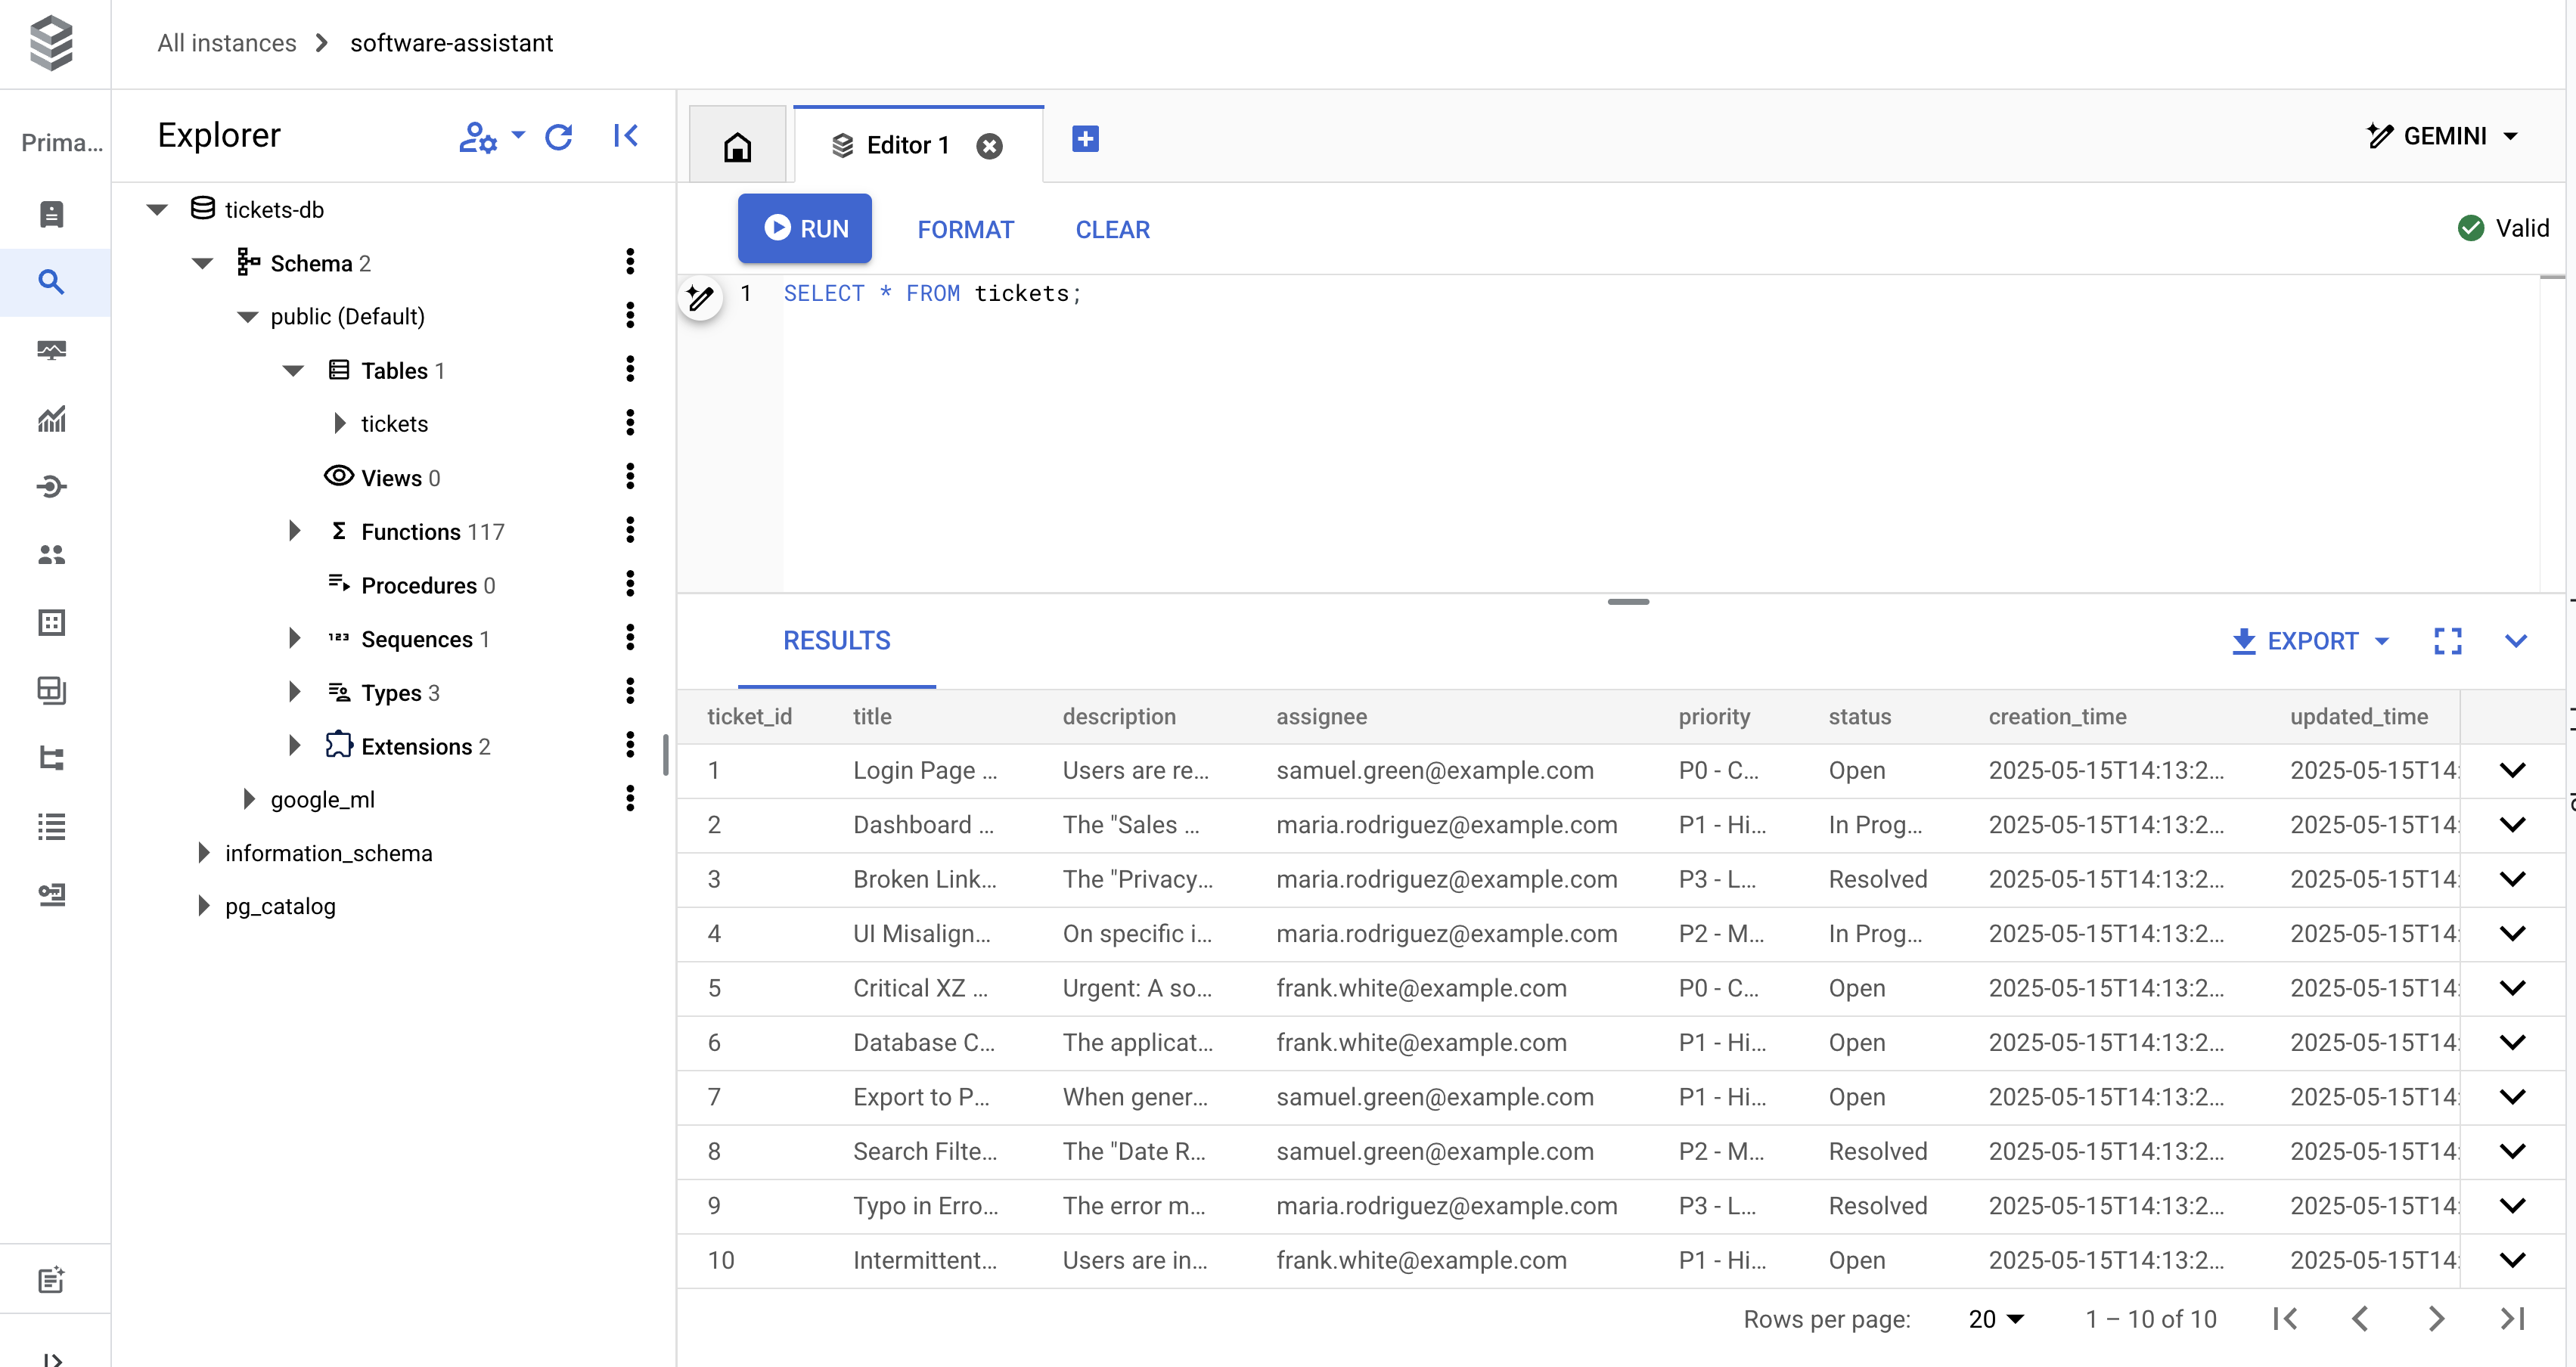 All instances > software-assistant
Prima...
Explorer
tickets-db
Schema 2
public (Default)
Tables 1
tickets
Views 0
Functions 117
Procedures 0
123 Sequences 1
Types 3
Extensions 2
google_ml
information_schema
pg_catalog
Editor 1
GEMINI
RUN FORMAT CLEAR
Valid
1 SELECT * FROM tickets;
RESULTS
EXPORT
ticket_id title description assignee priority status creation_time updated_time
1 Login Page ... Users are re... samuel.green@example.com P0 - C... Open 2025-05-15T14:13:2... 2025-05-15T14:
2 Dashboard ... The "Sales ... maria.rodriguez@example.com P1 - Hi... In Prog... 2025-05-15T14:13:2... 2025-05-15T14:
3 Broken Link... The "Privacy... maria.rodriguez@example.com P3 - L... Resolved 2025-05-15T14:13:2... 2025-05-15T14:
4 UI Misalign... On specific i... maria.rodriguez@example.com P2 - M... In Prog... 2025-05-15T14:13:2... 2025-05-15T14:
5 Critical XZ ... Urgent: A so... frank.white@example.com P0 - C... Open 2025-05-15T14:13:2... 2025-05-15T14:
6 Database C... The applicat... frank.white@example.com P1 - Hi... Open 2025-05-15T14:13:2... 2025-05-15T14:
7 Export to P... When gener... samuel.green@example.com P1 - Hi... Open 2025-05-15T14:13:2... 2025-05-15T14:
8 Search Filte... The "Date R... samuel.green@example.com P2 - M... Resolved 2025-05-15T14:13:2... 2025-05-15T14:
9 Typo in Erro... The error m... maria.rodriguez@example.com P3 - L... Resolved 2025-05-15T14:13:2... 2025-05-15T14:
10 Intermittent... Users are in... frank.white@example.com P1 - Hi... Open 2025-05-15T14:13:2... 2025-05-15T14:
Rows per page: 20 1 – 10 of 10